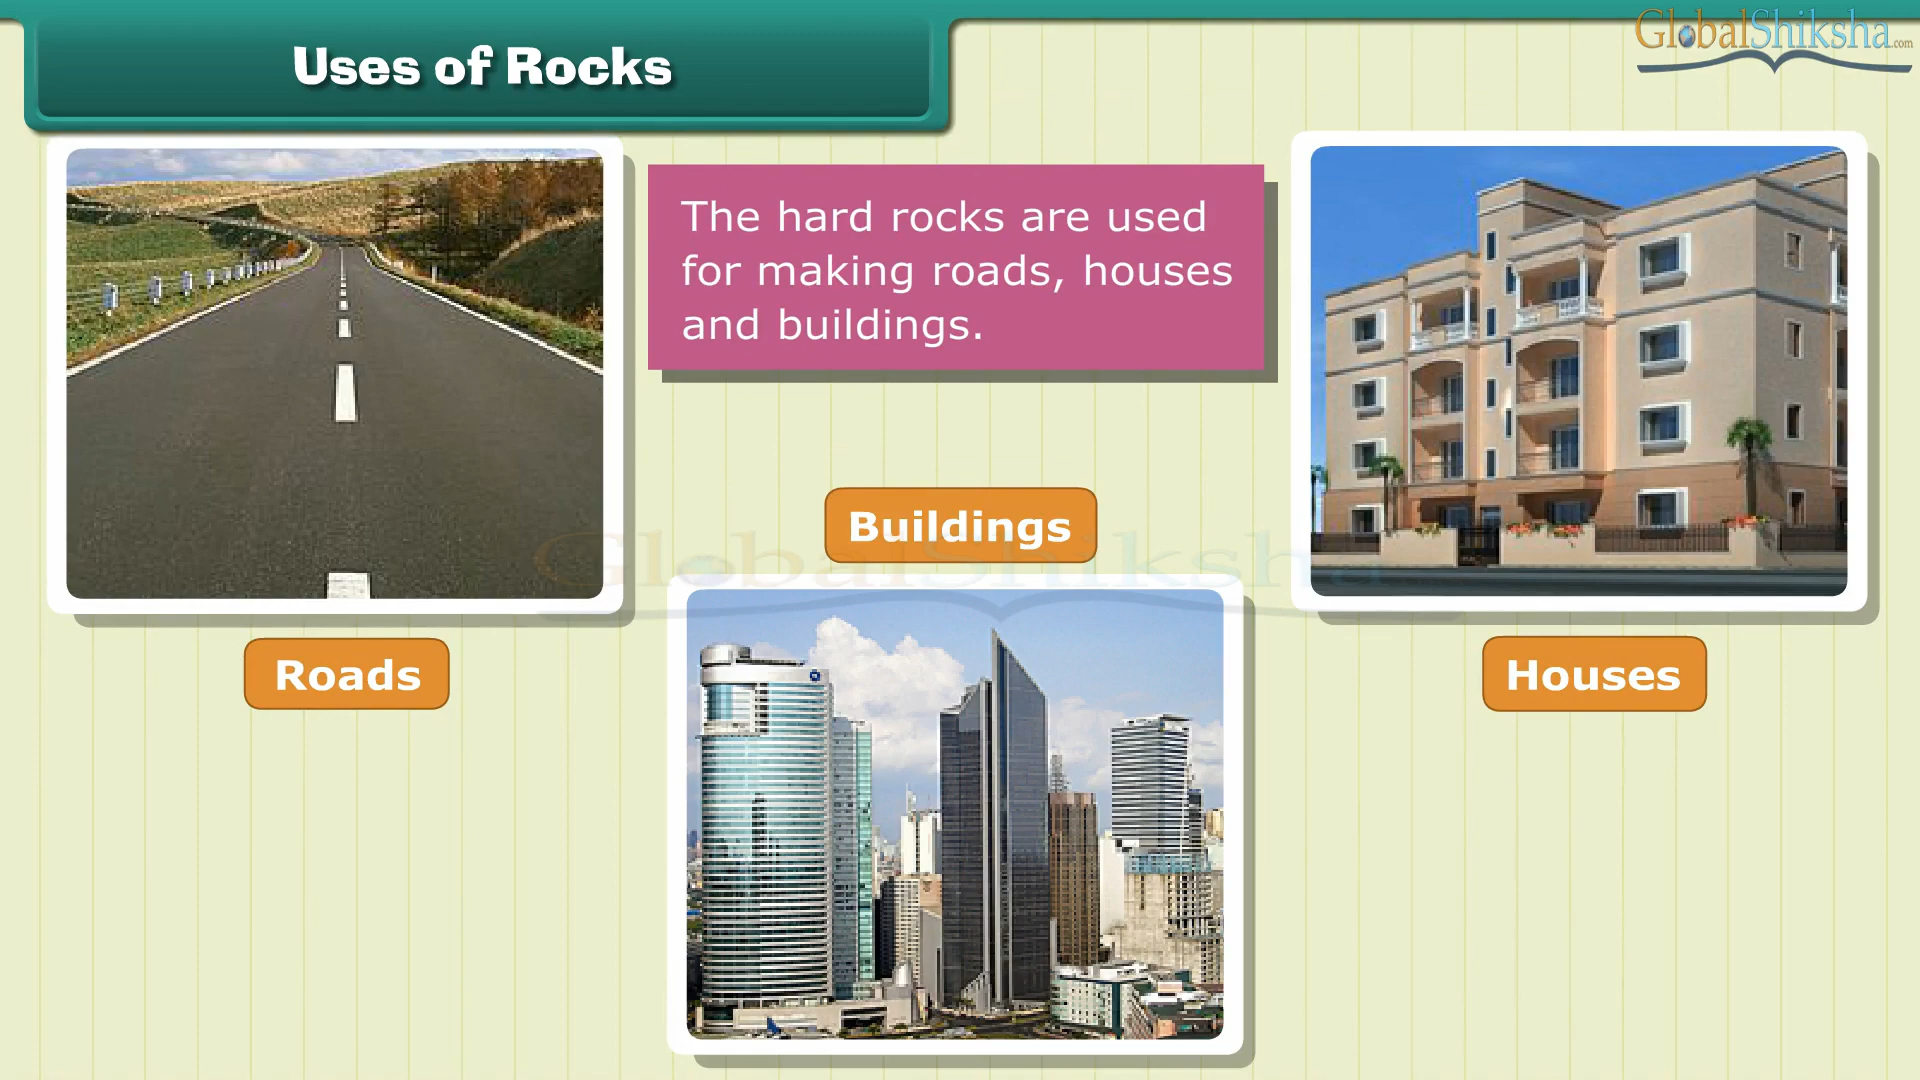 Uses of Rocks
GlobalShiksha.com
The hard rocks are used
for making roads, houses
and buildings.
Buildings
GlobalShiksha
Roads
Houses